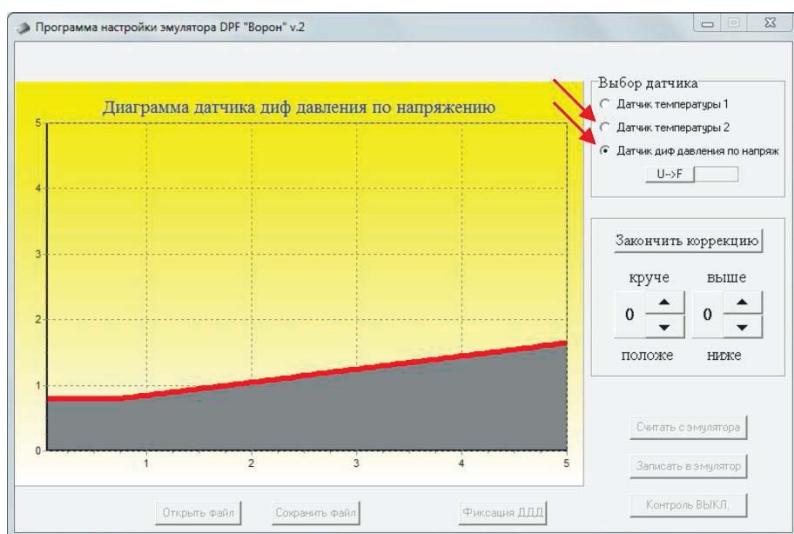 Программа настройки эмулятора DPF "Ворон" v.2
Диаграмма датчика диф давления по напряжению
5
4
3
2
1
0
1
2
3
4
5
Выбор датчика
Датчик температуры 1
Датчик температуры 2
Датчик диф давления по напряж
U-->F
Закончить коррекцию
круче выше
0 0
положе ниже
Считать с эмулятора
Записать в эмулятор
Контроль ВЫКЛ.
Открыть файл Сохранить файл Фиксация ДДД